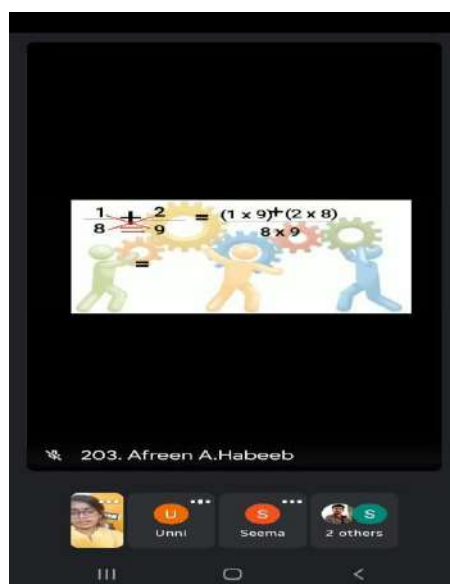 1/8 + 2/9 = (1 x 9)+(2 x 8)/8 x 9
=
203. Afreen A.Habeeb
U S S
Unni Seema 2 others